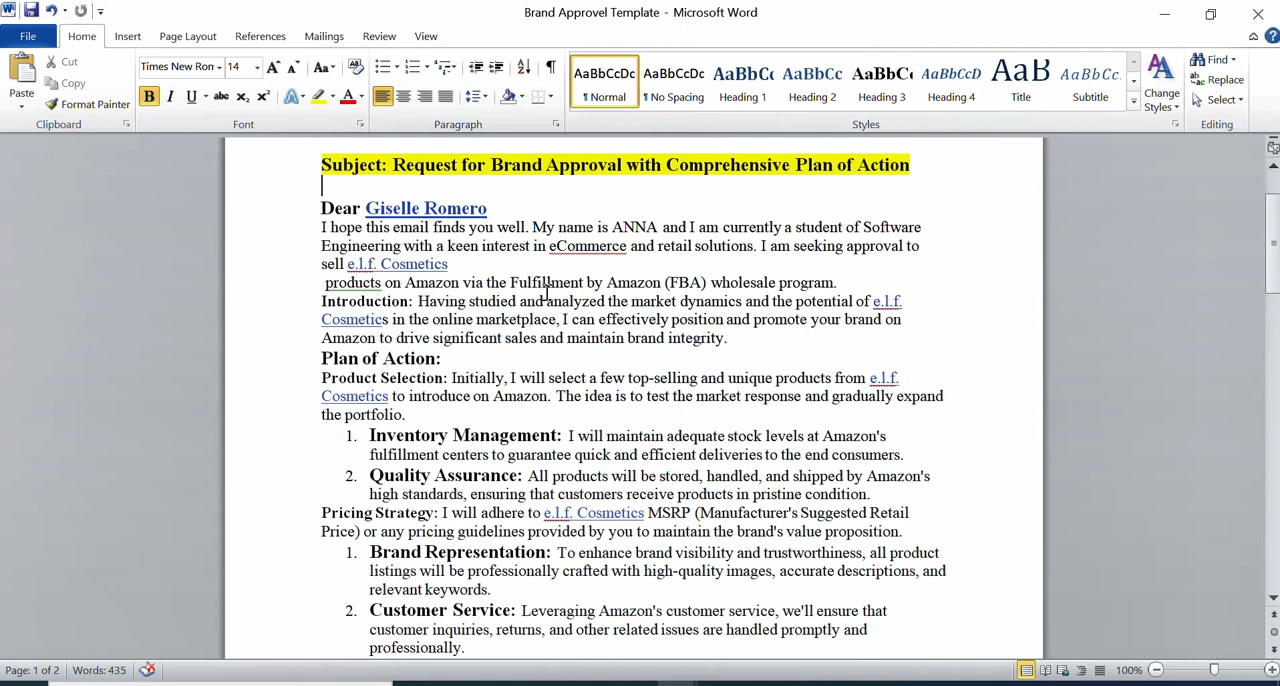 Brand Approvel Template - Microsoft Word
File Home Insert Page Layout References Mailings Review View
Cut
Copy
Format Painter
Paste
Clipboard
Times New Ron 14
Font
Paragraph
AaBbCcDc AaBbCcDc AaBbCc AaBbCc AaBbCc AaBbCcD AaB AaBbCc.
¶ Normal ¶ No Spacing Heading 1 Heading 2 Heading 3 Heading 4 Title Subtitle
Change Styles
Styles
Find
Replace
Select
Editing
Subject: Request for Brand Approval with Comprehensive Plan of Action
Dear Giselle Romero
I hope this email finds you well. My name is ANNA and I am currently a student of Software
Engineering with a keen interest in eCommerce and retail solutions. I am seeking approval to
sell e.l.f. Cosmetics
products on Amazon via the Fulfillment by Amazon (FBA) wholesale program.
Introduction: Having studied and analyzed the market dynamics and the potential of e.l.f.
Cosmetics in the online marketplace, I can effectively position and promote your brand on
Amazon to drive significant sales and maintain brand integrity.
Plan of Action:
Product Selection: Initially, I will select a few top-selling and unique products from e.l.f.
Cosmetics to introduce on Amazon. The idea is to test the market response and gradually expand
the portfolio.
1. Inventory Management: I will maintain adequate stock levels at Amazon's
fulfillment centers to guarantee quick and efficient deliveries to the end consumers.
2. Quality Assurance: All products will be stored, handled, and shipped by Amazon's
high standards, ensuring that customers receive products in pristine condition.
Pricing Strategy: I will adhere to e.l.f. Cosmetics MSRP (Manufacturer's Suggested Retail
Price) or any pricing guidelines provided by you to maintain the brand's value proposition.
1. Brand Representation: To enhance brand visibility and trustworthiness, all product
listings will be professionally crafted with high-quality images, accurate descriptions, and
relevant keywords.
2. Customer Service: Leveraging Amazon's customer service, we'll ensure that
customer inquiries, returns, and other related issues are handled promptly and
professionally.
Page: 1 of 2 Words: 435 100%